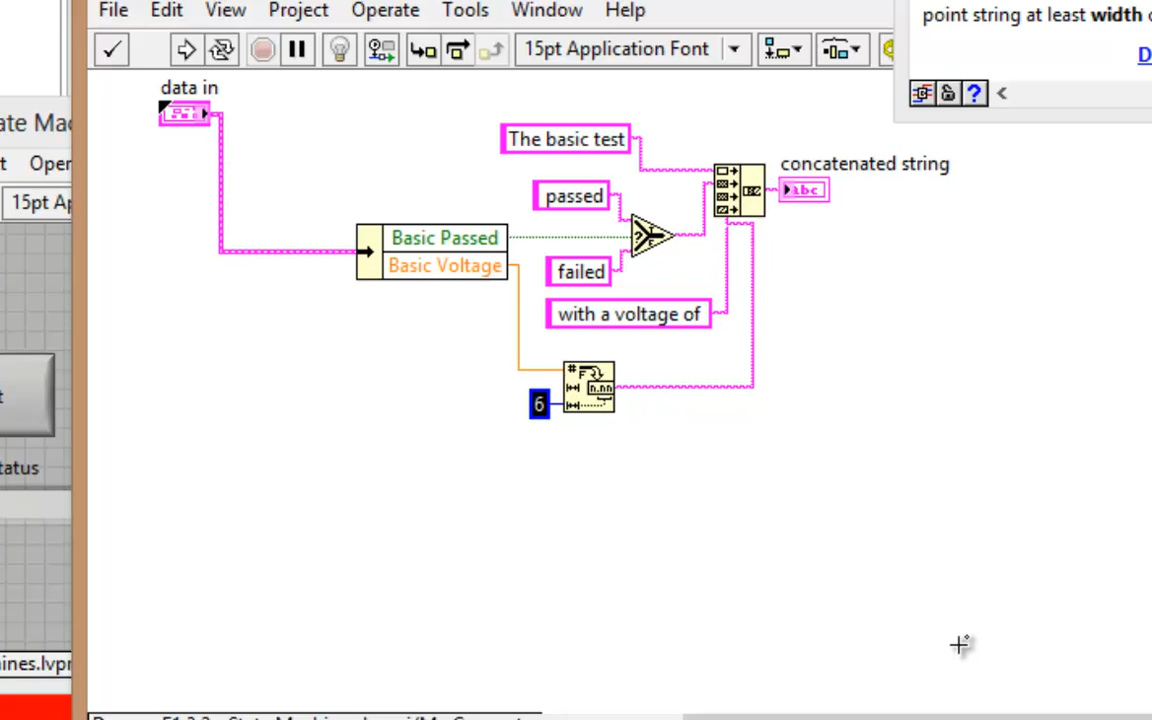 File Edit View Project Operate Tools Window Help
point string at least width
15pt Application Font
D
ate Mac
data in
t Oper
The basic test
concatenated string
abc
15pt Ap
passed
Basic Passed
Basic Voltage
failed
with a voltage of
6
t
tatus
ines.lvpr